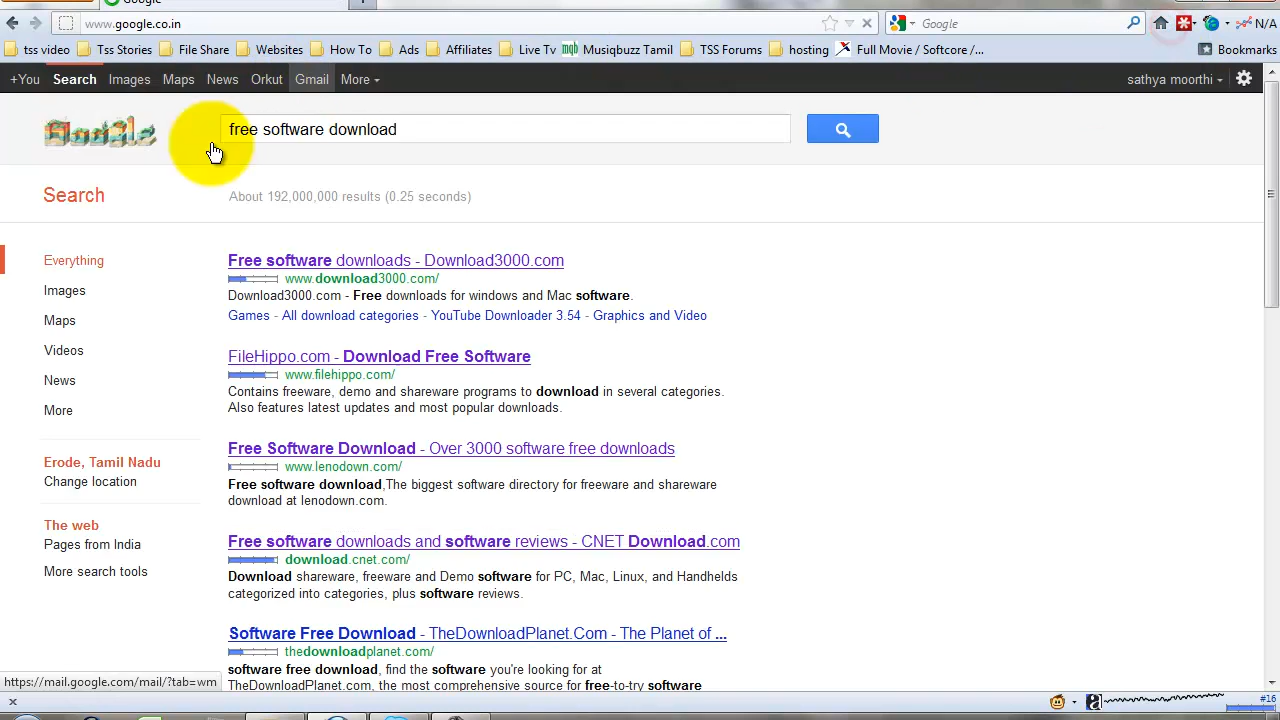 Google
www.google.co.in
Google
N/A
tss video Tss Stories File Share Websites How To Ads Affiliates Live Tv mqb Musiqbuzz Tamil TSS Forums hosting Full Movie / Softcore /... Bookmarks
+You Search Images Maps News Orkut Gmail More
sathya moorthi
free software download
Search
About 192,000,000 results (0.25 seconds)
Everything
Images
Maps
Videos
News
More
Erode, Tamil Nadu
Change location
The web
Pages from India
More search tools
Free software downloads - Download3000.com
www.download3000.com/
Download3000.com - Free downloads for windows and Mac software.
Games - All download categories - YouTube Downloader 3.54 - Graphics and Video
FileHippo.com - Download Free Software
www.filehippo.com/
Contains freeware, demo and shareware programs to download in several categories.
Also features latest updates and most popular downloads.
Free Software Download - Over 3000 software free downloads
www.lenodown.com/
Free software download,The biggest software directory for freeware and shareware
download at lenodown.com.
Free software downloads and software reviews - CNET Download.com
download.cnet.com/
Download shareware, freeware and Demo software for PC, Mac, Linux, and Handhelds
categorized into categories, plus software reviews.
Software Free Download - TheDownloadPlanet.Com - The Planet of ...
thedownloadplanet.com/
software free download, find the software you're looking for at
TheDownloadPlanet.com, the most comprehensive source for free-to-try software
https://mail.google.com/mail/?tab=wm
a
#16